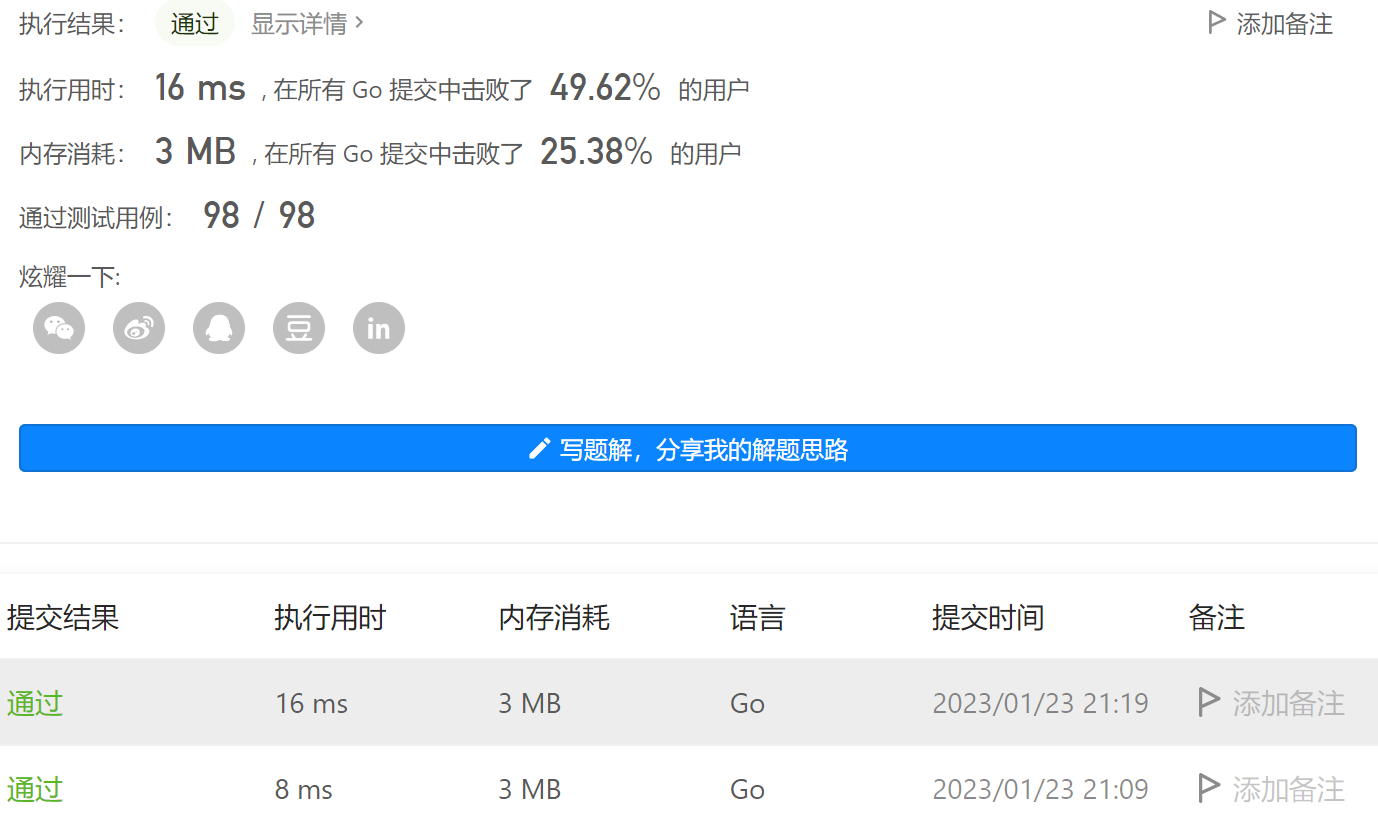 执行结果： 通过 显示详情 > 添加备注
执行用时： 16 ms , 在所有 Go 提交中击败了 49.62% 的用户
内存消耗： 3 MB , 在所有 Go 提交中击败了 25.38% 的用户
通过测试用例： 98 / 98
炫耀一下:
豆 in
写题解，分享我的解题思路
提交结果 执行用时 内存消耗 语言 提交时间 备注
通过 16 ms 3 MB Go 2023/01/23 21:19 添加备注
通过 8 ms 3 MB Go 2023/01/23 21:09 添加备注